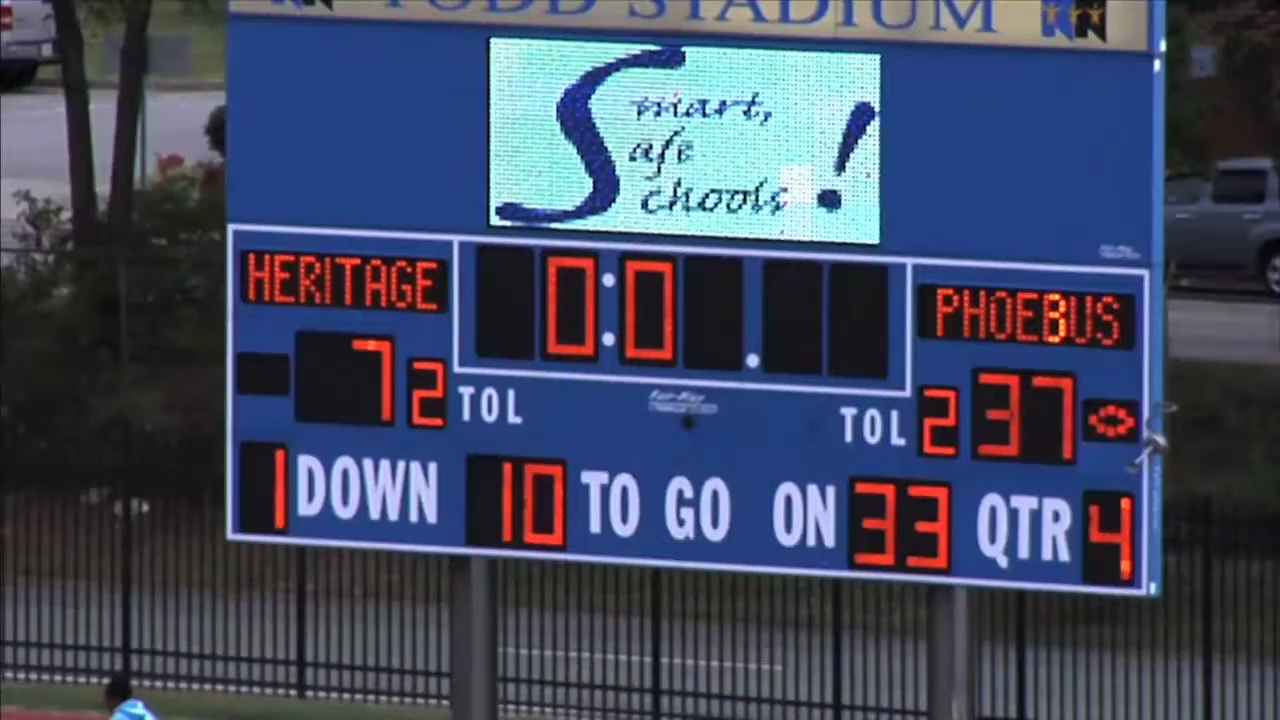 TODD STADIUM
Smart,
Safe
Schools!
HERITAGE 0:0 . PHOEBUS
7 2 TOL TOL 2 37
1 DOWN 10 TO GO ON 33 QTR 4